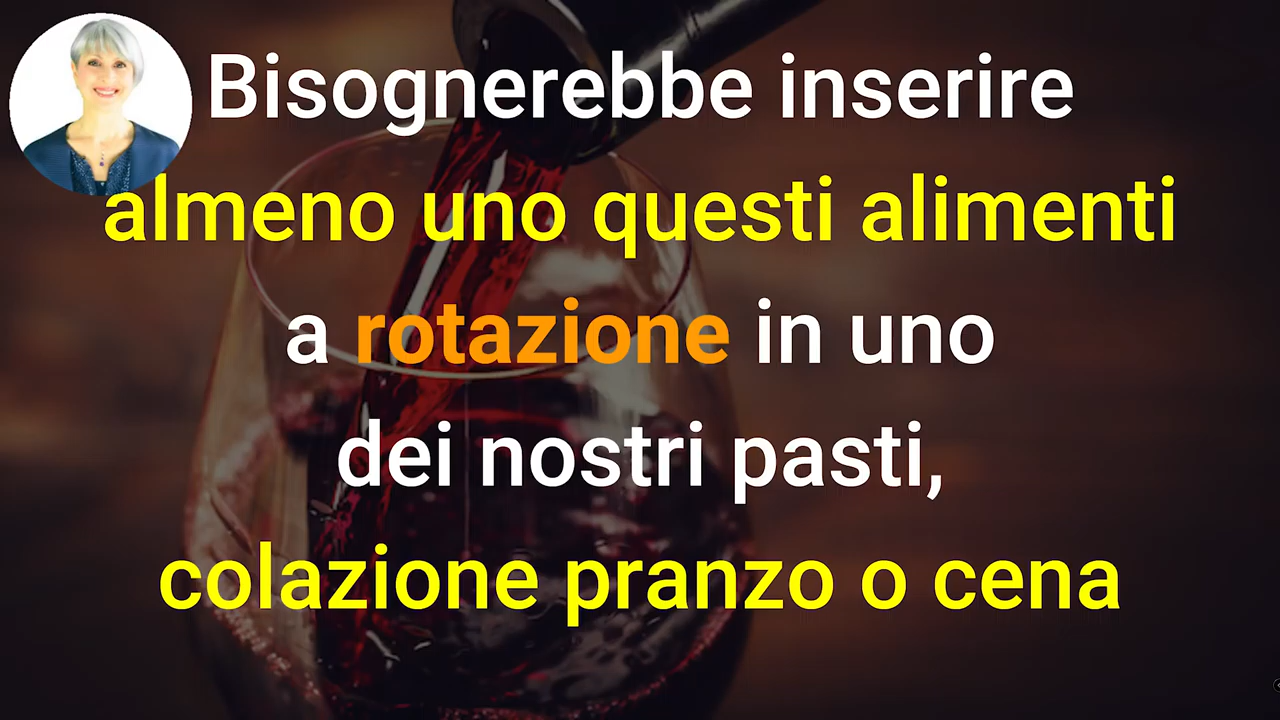 Bisognerebbe inserire
almeno uno questi alimenti
a rotazione in uno
dei nostri pasti,
colazione pranzo o cena